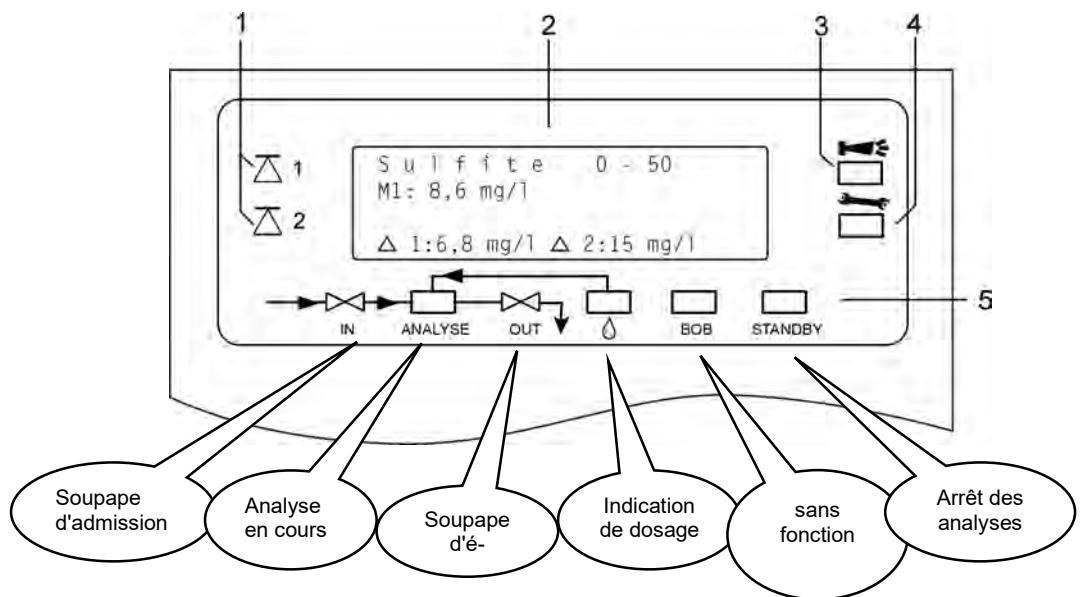 1 2 3 4
1
2
S u l f i t e 0 - 50
M1: 8,6 mg/l
△ 1:6,8 mg/l △ 2:15 mg/l
5
IN ANALYSE OUT BOB STANDBY
Soupape
d'admission
Analyse
en cours
Soupape
d'é-
Indication
de dosage
sans
fonction
Arrêt des
analyses